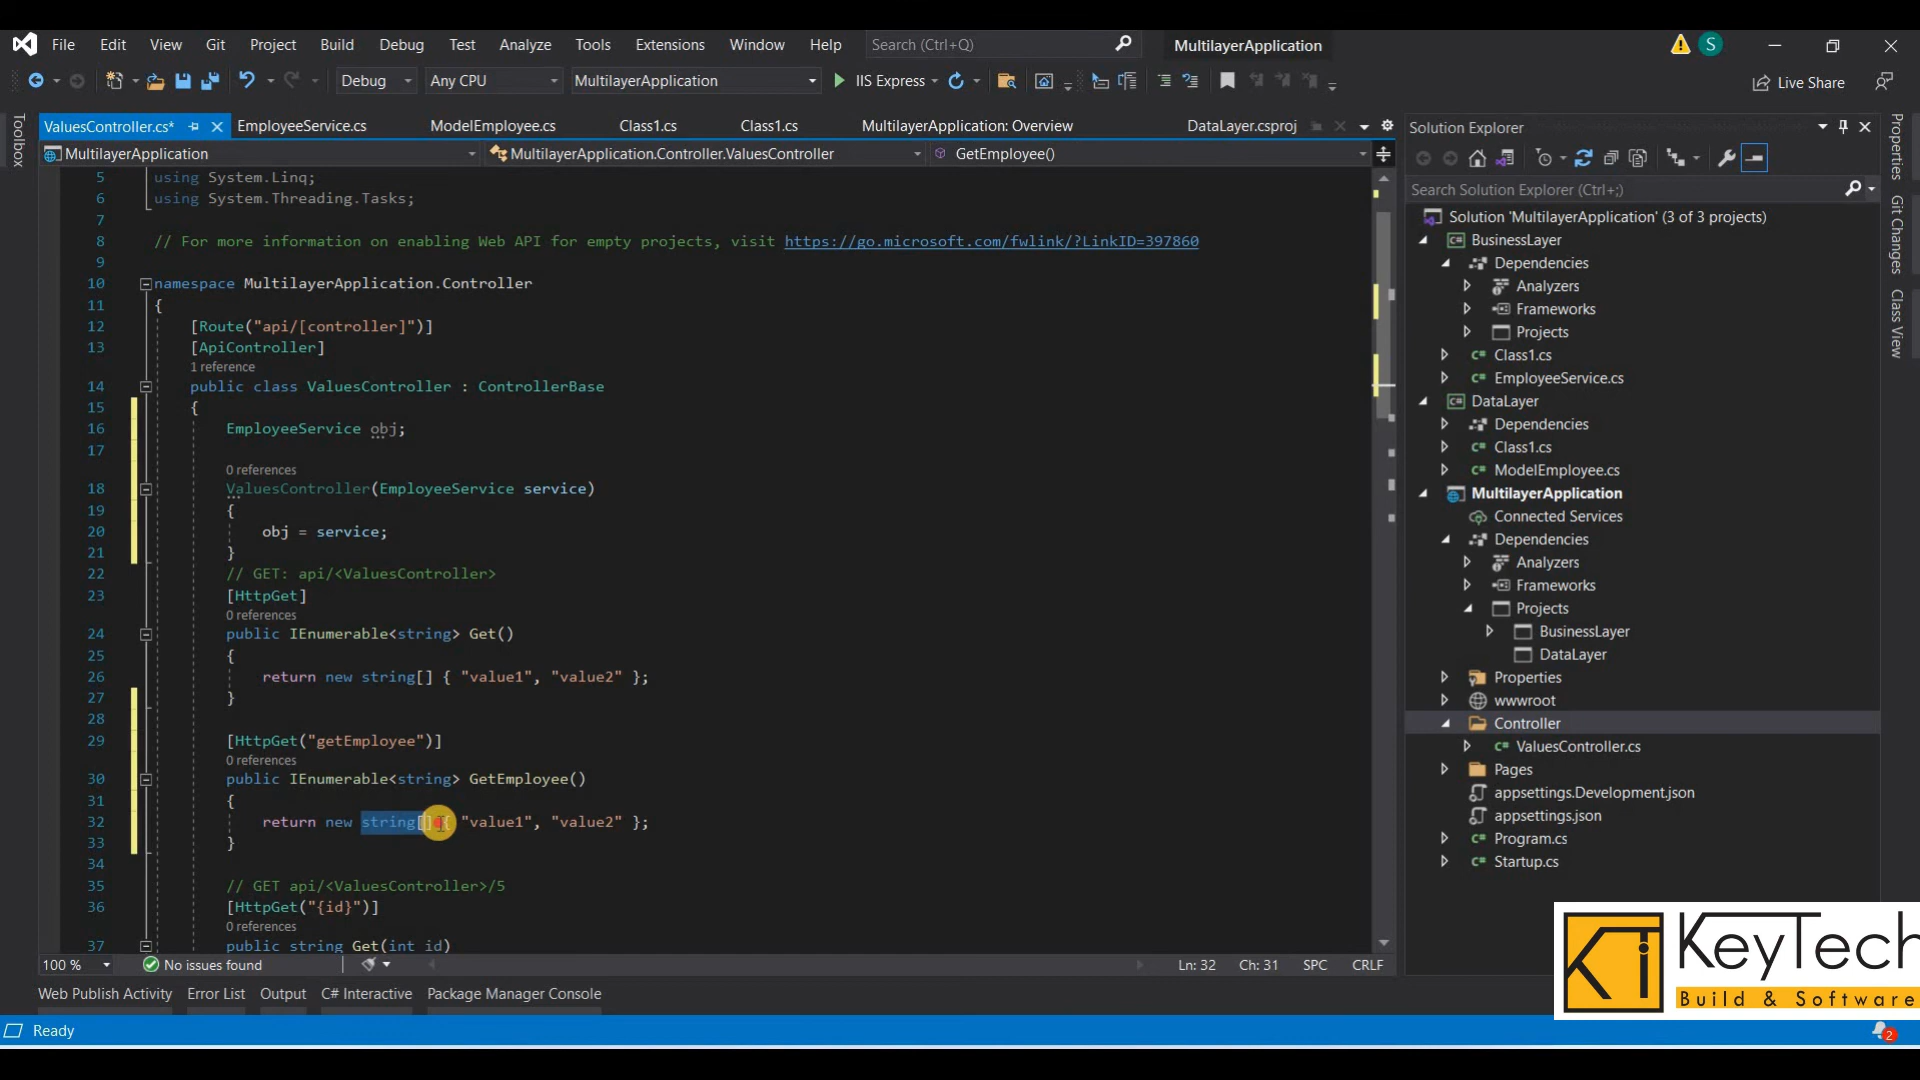 File Edit View Git Project Build Debug Test Analyze Tools Extensions Window Help Search (Ctrl+Q) MultilayerApplication S
Debug Any CPU MultilayerApplication IIS Express Live Share
Toolbox
ValuesController.cs* EmployeeService.cs ModelEmployee.cs Class1.cs Class1.cs MultilayerApplication: Overview DataLayer.csproj
MultilayerApplication MultilayerApplication.Controller.ValuesController GetEmployee()
5 using System.Linq;
6 using System.Threading.Tasks;
7
8 // For more information on enabling Web API for empty projects, visit https://go.microsoft.com/fwlink/?LinkID=397860
9
10 namespace MultilayerApplication.Controller
11 {
12 [Route("api/[controller]")]
13 [ApiController]
1 reference
14 public class ValuesController : ControllerBase
15 {
16 EmployeeService obj;
17
0 references
18 ValuesController(EmployeeService service)
19 {
20 obj = service;
21 }
22 // GET: api/<ValuesController>
23 [HttpGet]
0 references
24 public IEnumerable<string> Get()
25 {
26 return new string[] { "value1", "value2" };
27 }
28
29 [HttpGet("getEmployee")]
0 references
30 public IEnumerable<string> GetEmployee()
31 {
32 return new string[] { "value1", "value2" };
33 }
34
35 // GET api/<ValuesController>/5
36 [HttpGet("{id}")]
0 references
37 public string Get(int id)
100 % No issues found Ln: 32 Ch: 31 SPC CRLF
Web Publish Activity Error List Output C# Interactive Package Manager Console
Ready
2
Solution Explorer
Search Solution Explorer (Ctrl+;)
Solution 'MultilayerApplication' (3 of 3 projects)
BusinessLayer
Dependencies
Analyzers
Frameworks
Projects
C# Class1.cs
C# EmployeeService.cs
DataLayer
Dependencies
C# Class1.cs
C# ModelEmployee.cs
MultilayerApplication
Connected Services
Dependencies
Analyzers
Frameworks
Projects
BusinessLayer
DataLayer
Properties
wwwroot
Controller
C# ValuesController.cs
Pages
appsettings.Development.json
appsettings.json
C# Program.cs
C# Startup.cs
Properties
Git Changes
Class View
KT KeyTech
Build & Software